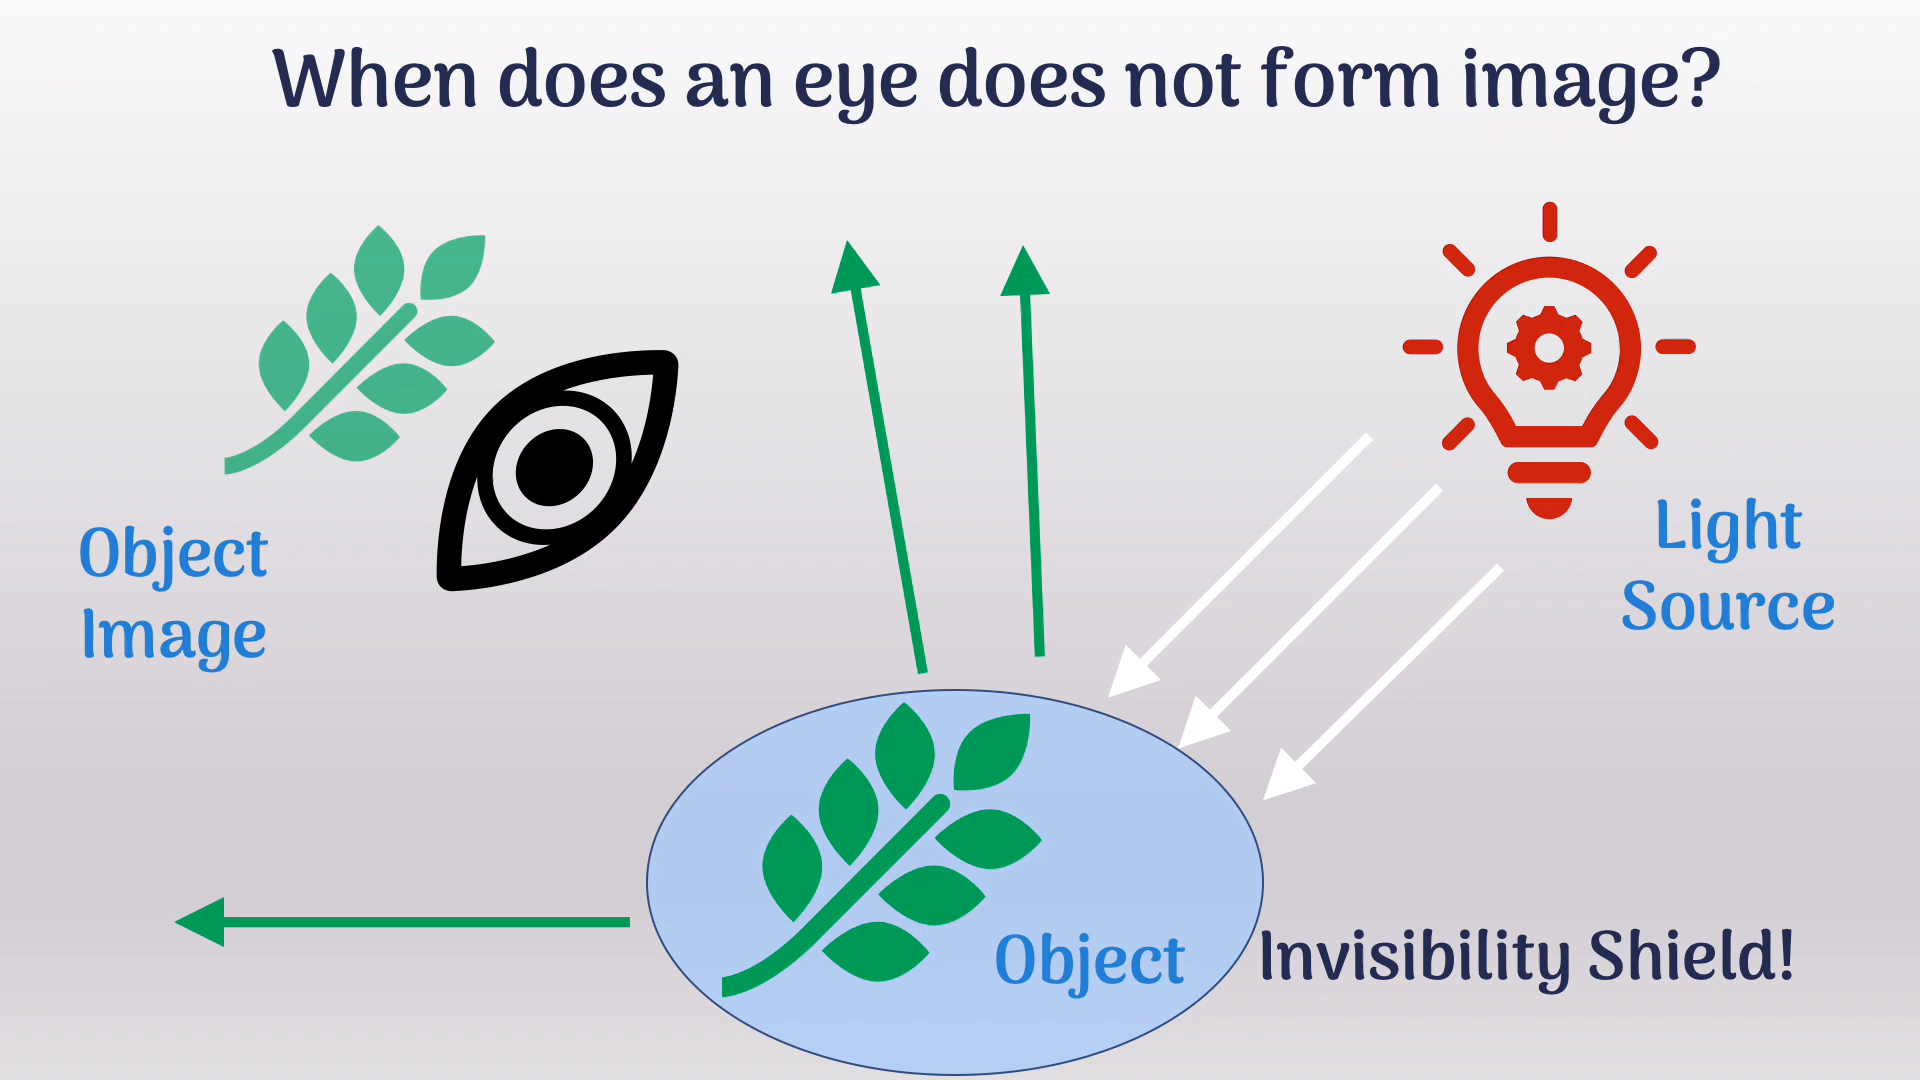 When does an eye does not form image?
Object
Image
Light
Source
Object
Invisibility Shield!